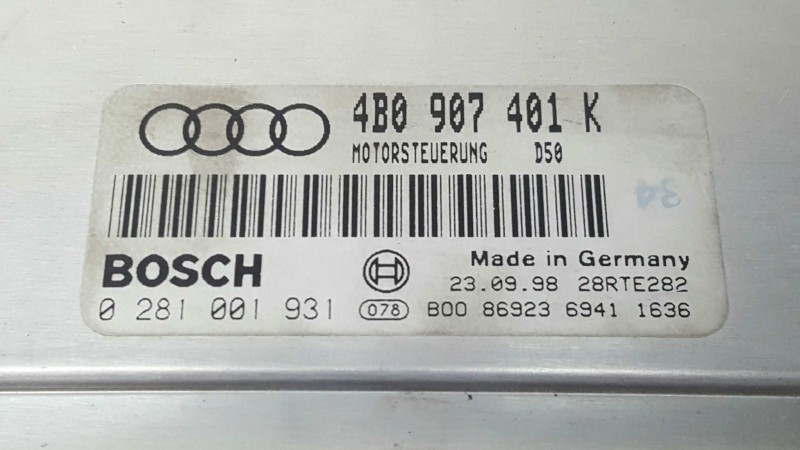 4B0 907 401 K
MOTORSTEUERUNG D50
34
BOSCH
Made in Germany
23.09.98 28RTE282
0 281 001 931 078 B00 86923 6941 1636